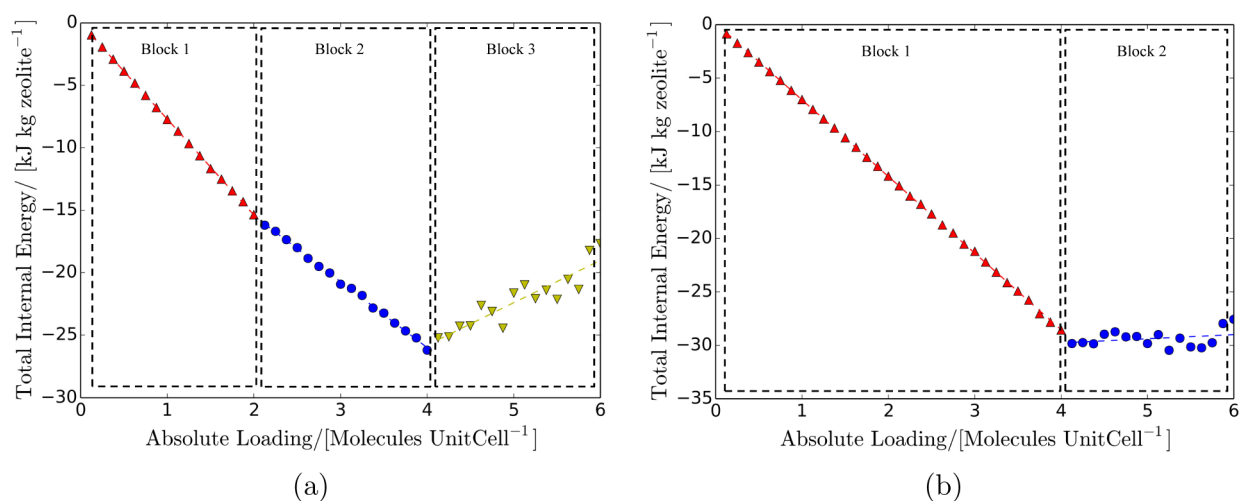 Total Internal Energy/ [kJ kg zeolite⁻¹]
0
−5
−10
−15
−20
−25
−30
Block 1
Block 2
Block 3
0 1 2 3 4 5 6
Absolute Loading/[Molecules UnitCell⁻¹]
(a)
Total Internal Energy/ [kJ kg zeolite⁻¹]
0
−5
−10
−15
−20
−25
−30
−35
Block 1
Block 2
0 1 2 3 4 5 6
Absolute Loading/[Molecules UnitCell⁻¹]
(b)